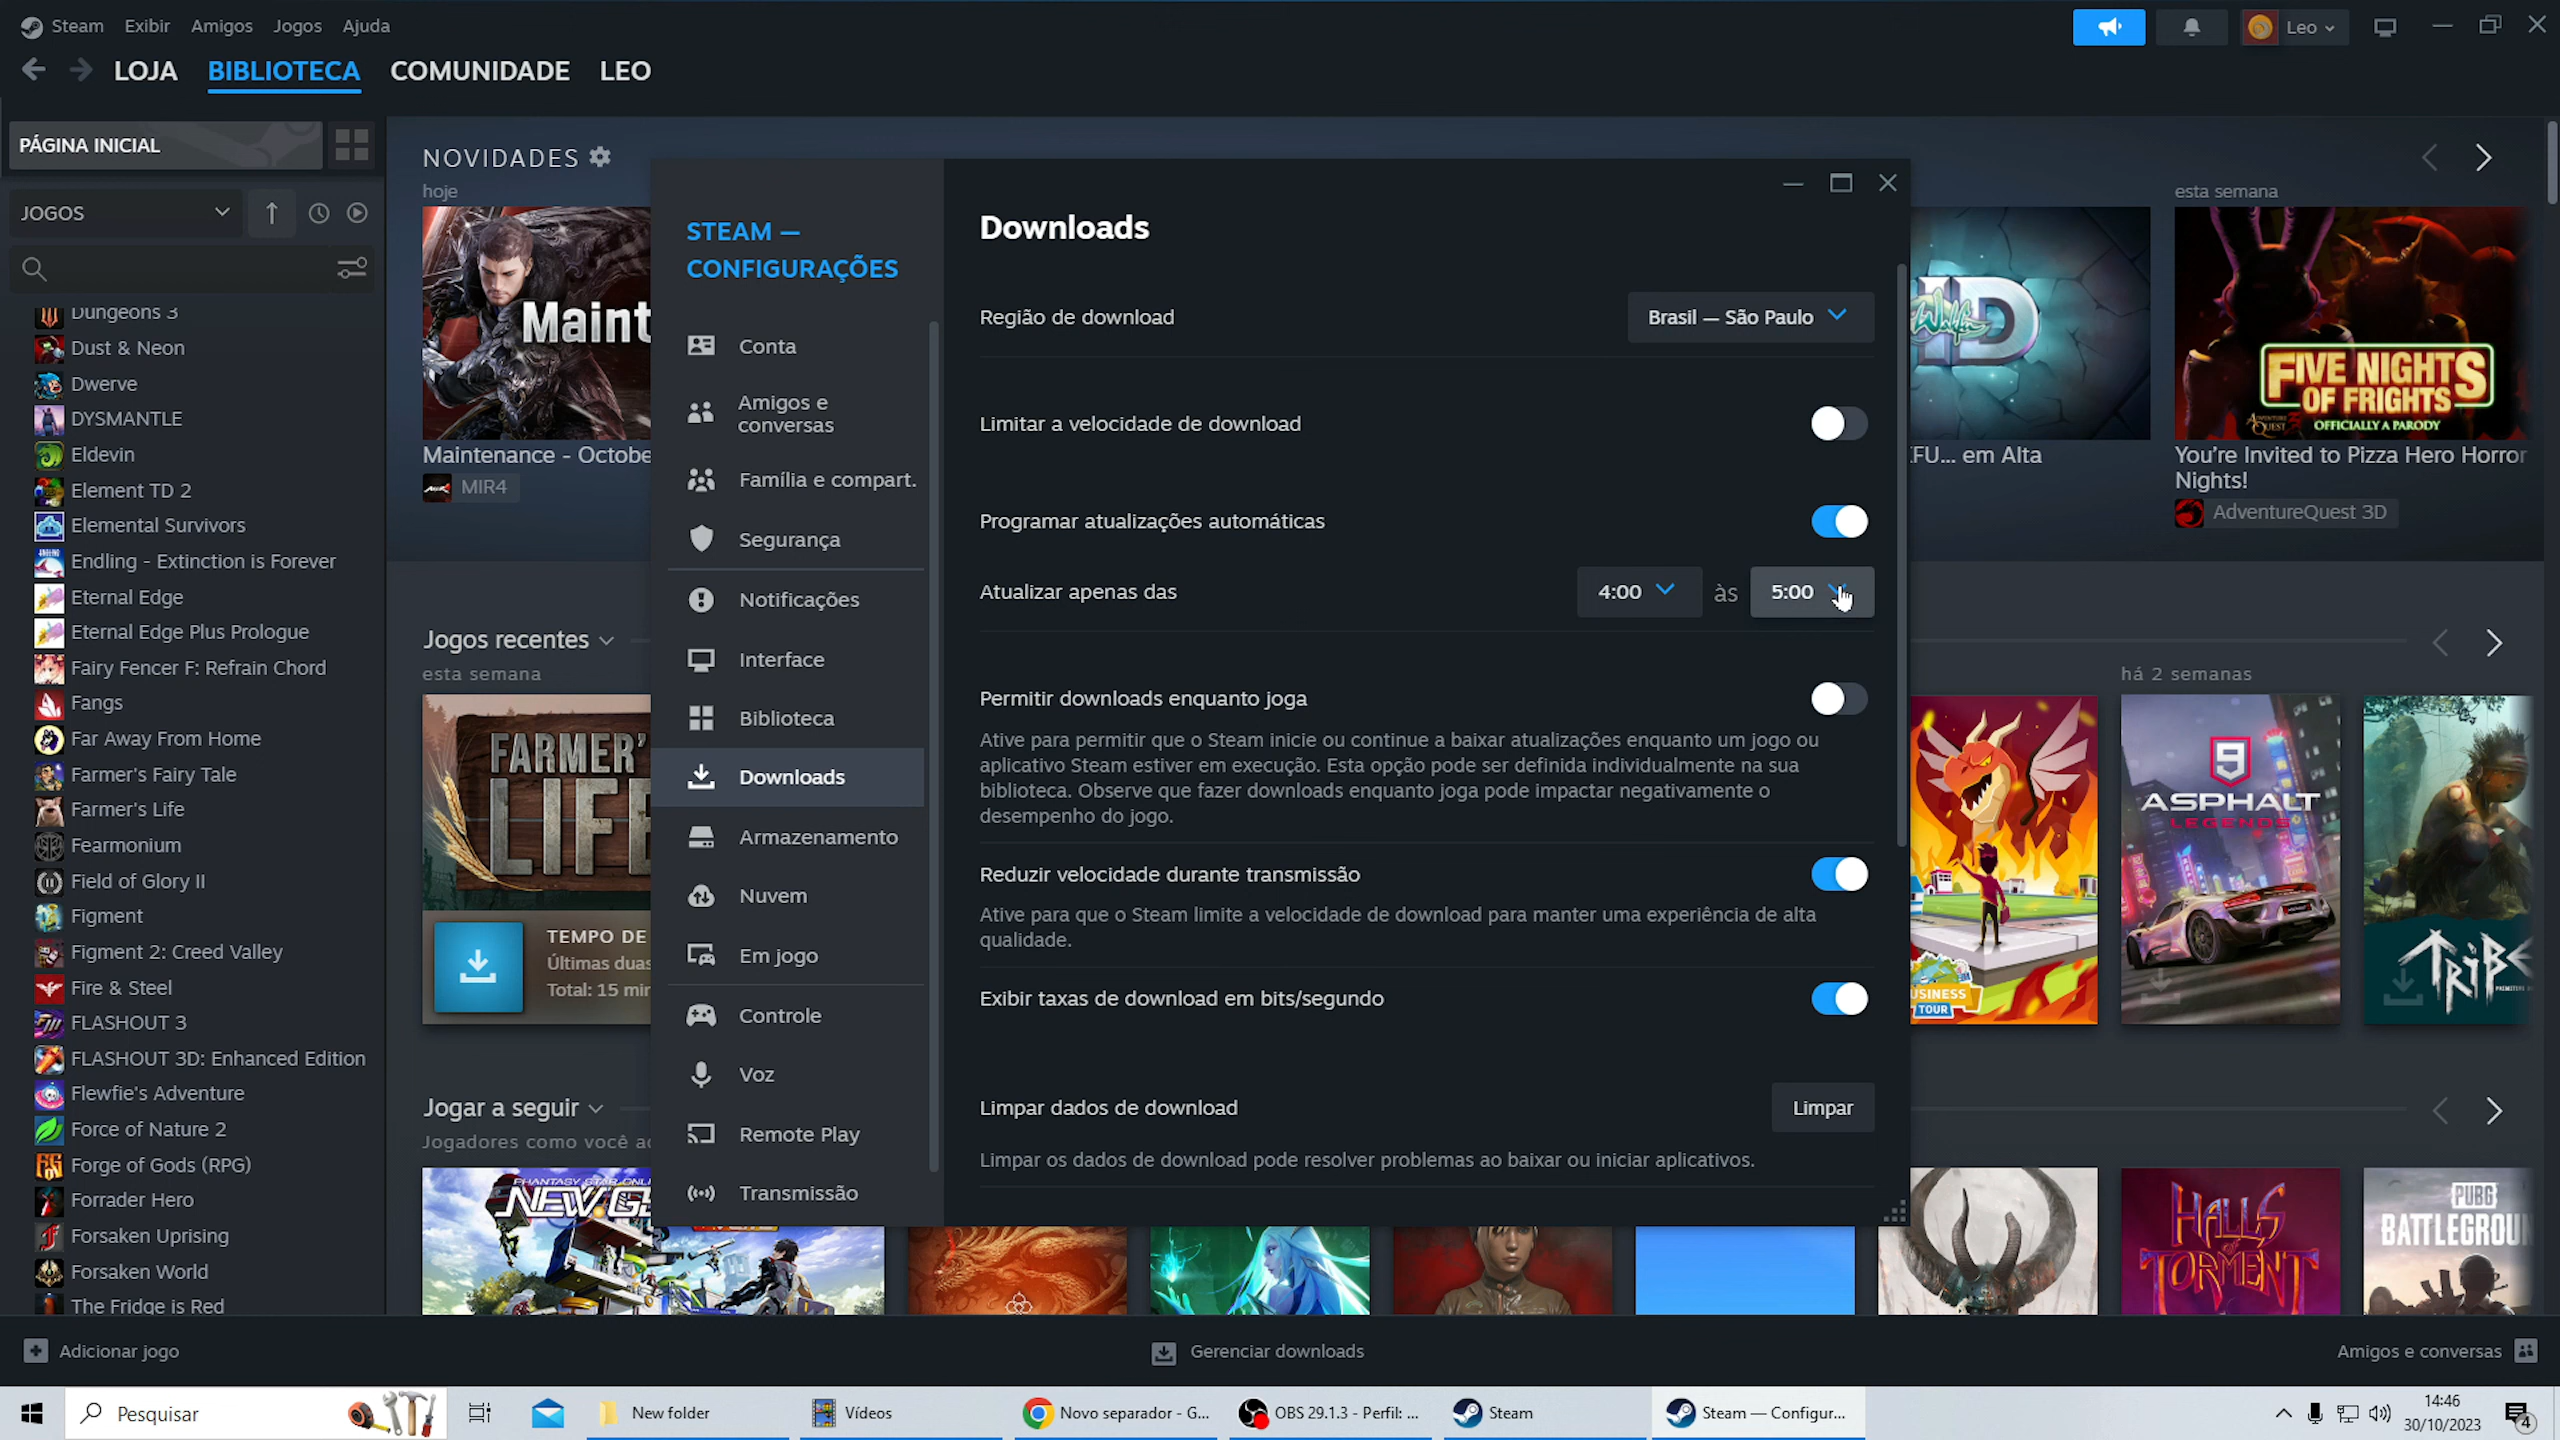 Steam Exibir Amigos Jogos Ajuda
Leo
LOJA BIBLIOTECA COMUNIDADE LEO
PÁGINA INICIAL
JOGOS
Dungeons 3
Dust & Neon
Dwerve
DYSMANTLE
Eldevin
Element TD 2
Elemental Survivors
Endling - Extinction is Forever
Eternal Edge
Eternal Edge Plus Prologue
Fairy Fencer F: Refrain Chord
Fangs
Far Away From Home
Farmer's Fairy Tale
Farmer's Life
Fearmonium
Field of Glory II
Figment
Figment 2: Creed Valley
Fire & Steel
FLASHOUT 3
FLASHOUT 3D: Enhanced Edition
Flewfie's Adventure
Force of Nature 2
Forge of Gods (RPG)
Forrader Hero
Forsaken Uprising
Forsaken World
The Fridge is Red
NOVIDADES
hoje
Maint
Maintenance - Octobe
MIR4
Jogos recentes
esta semana
FARMER'
LIFE
TEMPO DE
Últimas duas
Total: 15 min
Jogar a seguir
Jogadores como você ac
PHANTASY STAR ONLI
NEW GE
STEAM —
CONFIGURAÇÕES
Conta
Amigos e
conversas
Família e compart.
Segurança
Notificações
Interface
Biblioteca
Downloads
Armazenamento
Nuvem
Em jogo
Controle
Voz
Remote Play
Transmissão
Downloads
Região de download
Brasil — São Paulo
Limitar a velocidade de download
Programar atualizações automáticas
Atualizar apenas das
4:00 às 5:00
Permitir downloads enquanto joga
Ative para permitir que o Steam inicie ou continue a baixar atualizações enquanto um jogo ou
aplicativo Steam estiver em execução. Esta opção pode ser definida individualmente na sua
biblioteca. Observe que fazer downloads enquanto joga pode impactar negativamente o
desempenho do jogo.
Reduzir velocidade durante transmissão
Ative para que o Steam limite a velocidade de download para manter uma experiência de alta
qualidade.
Exibir taxas de download em bits/segundo
Limpar dados de download
Limpar
Limpar os dados de download pode resolver problemas ao baixar ou iniciar aplicativos.
esta semana
FIVE NIGHTS
OF FRIGHTS
OFFICIALLY A PARODY
FU... em Alta
You're Invited to Pizza Hero Horror
Nights!
AdventureQuest 3D
há 2 semanas
BUSINESS
TOUR
9
ASPHALT
LEGENDS
TRIBE
HALLS
of
TORMENT
PUBG
BATTLEGROUN
Adicionar jogo
Gerenciar downloads
Amigos e conversas
Pesquisar
New folder
Vídeos
Novo separador - G...
OBS 29.1.3 - Perfil: ...
Steam
Steam — Configur...
14:46
30/10/2023
4